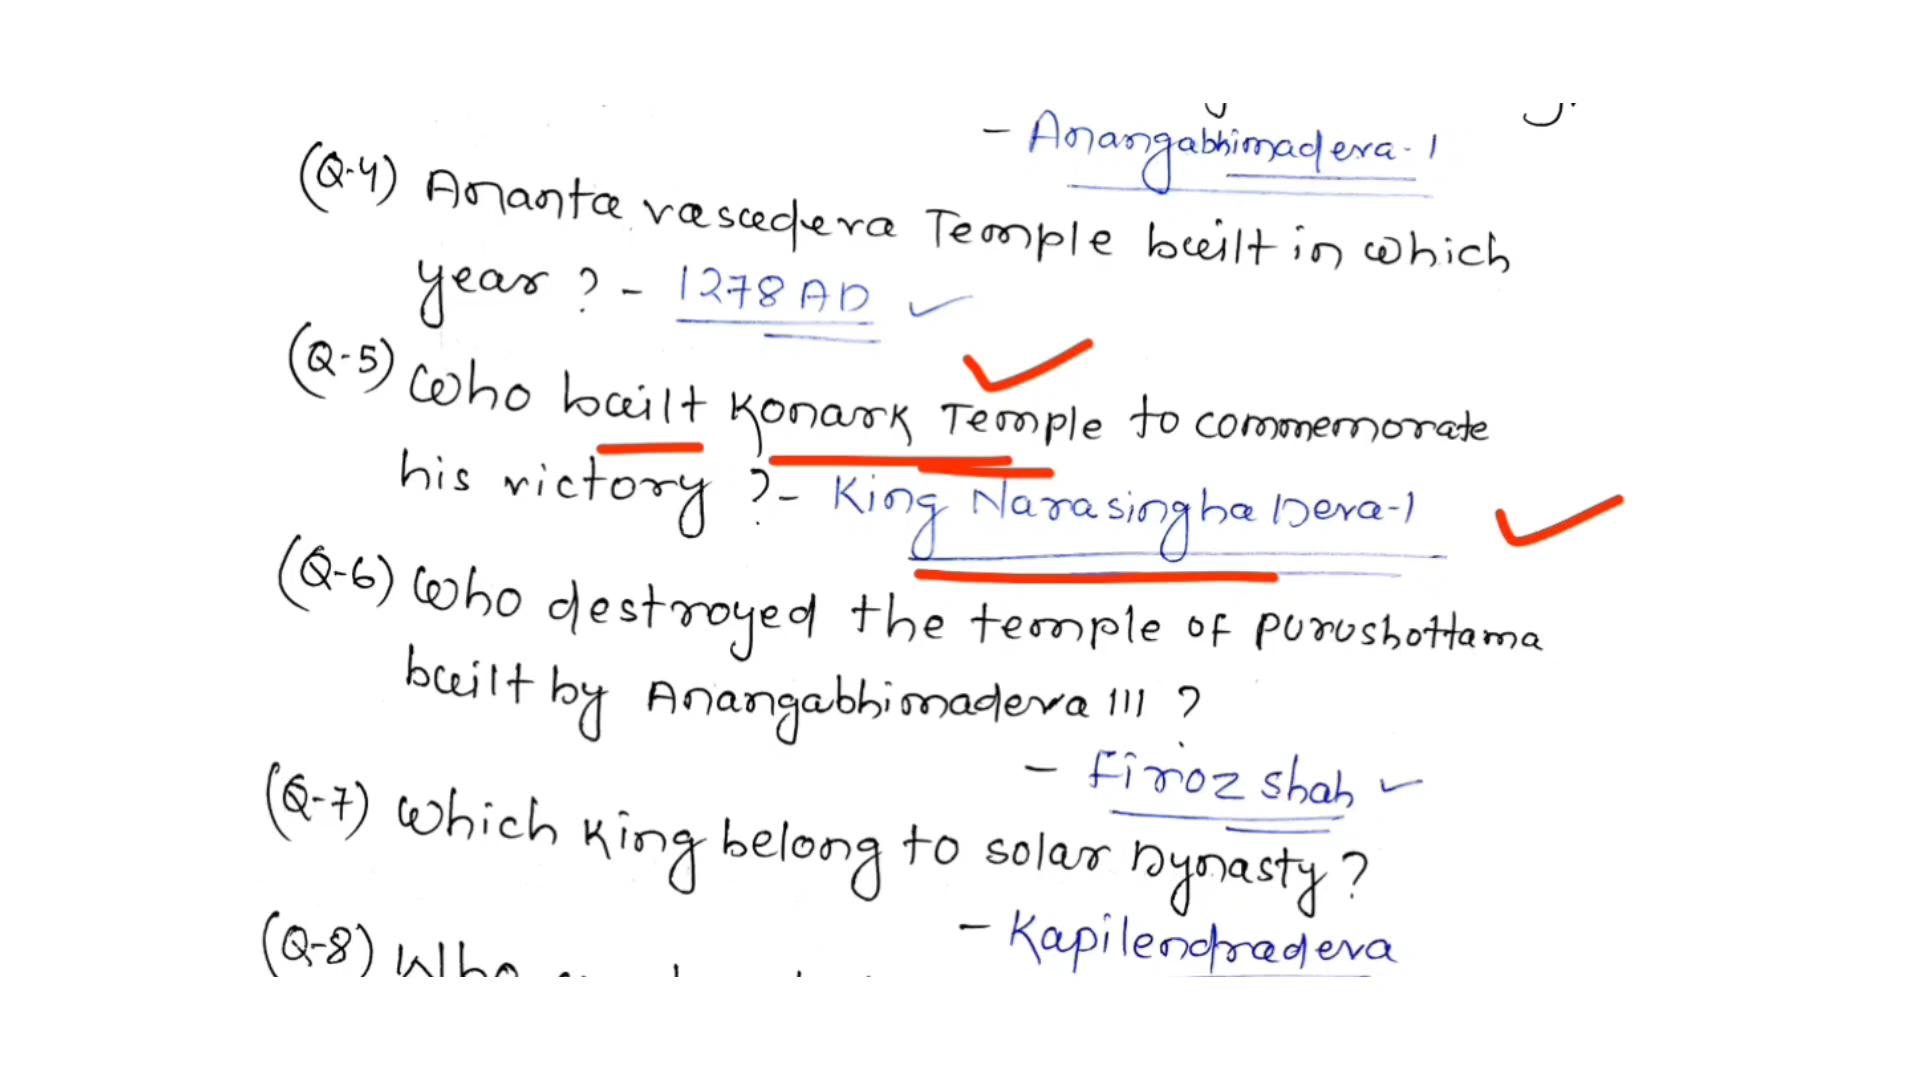 - Anangabhimadeva-1
(Q-4) Ananta vasudeva Temple built in which
year ? - 1278 AD
(Q-5) Who built Konark Temple to commemorate
his victory ? - King Narasingha Deva-1
(Q-6) Who destroyed the temple of purushottama
built by Anangabhimadeva III ?
- Firoz shah
(Q-7) Which King belong to solar Dynasty ?
- Kapilendradeva
(Q-8) Who